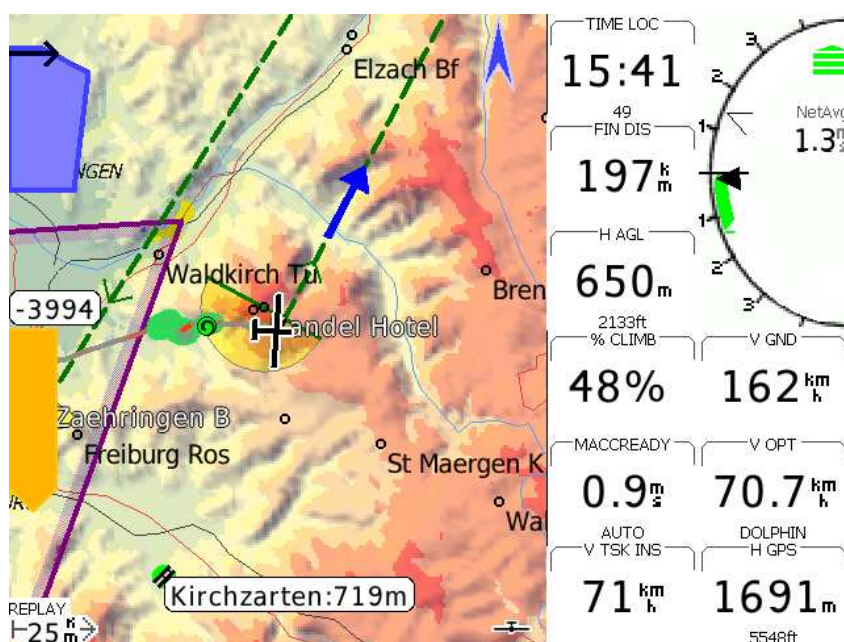 Elzach Bf
NGEN
Waldkirch Tu
Bren
-3994
andel Hotel
Zaehringen B
Freiburg Ros
St Maergen K
Wal
Kirchzarten:719m
REPLAY
25 km
TIME LOC
15:41
49
FIN DIS
197 km
H AGL
650 m
2133ft
% CLIMB
48%
V GND
162 km h
MACCREADY
0.9 m s
AUTO
V OPT
70.7 km h
DOLPHIN
V TSK INS
71 km h
H GPS
1691 m
5548ft
3
2
1
NetAvg
1.3 m s
1
2
3